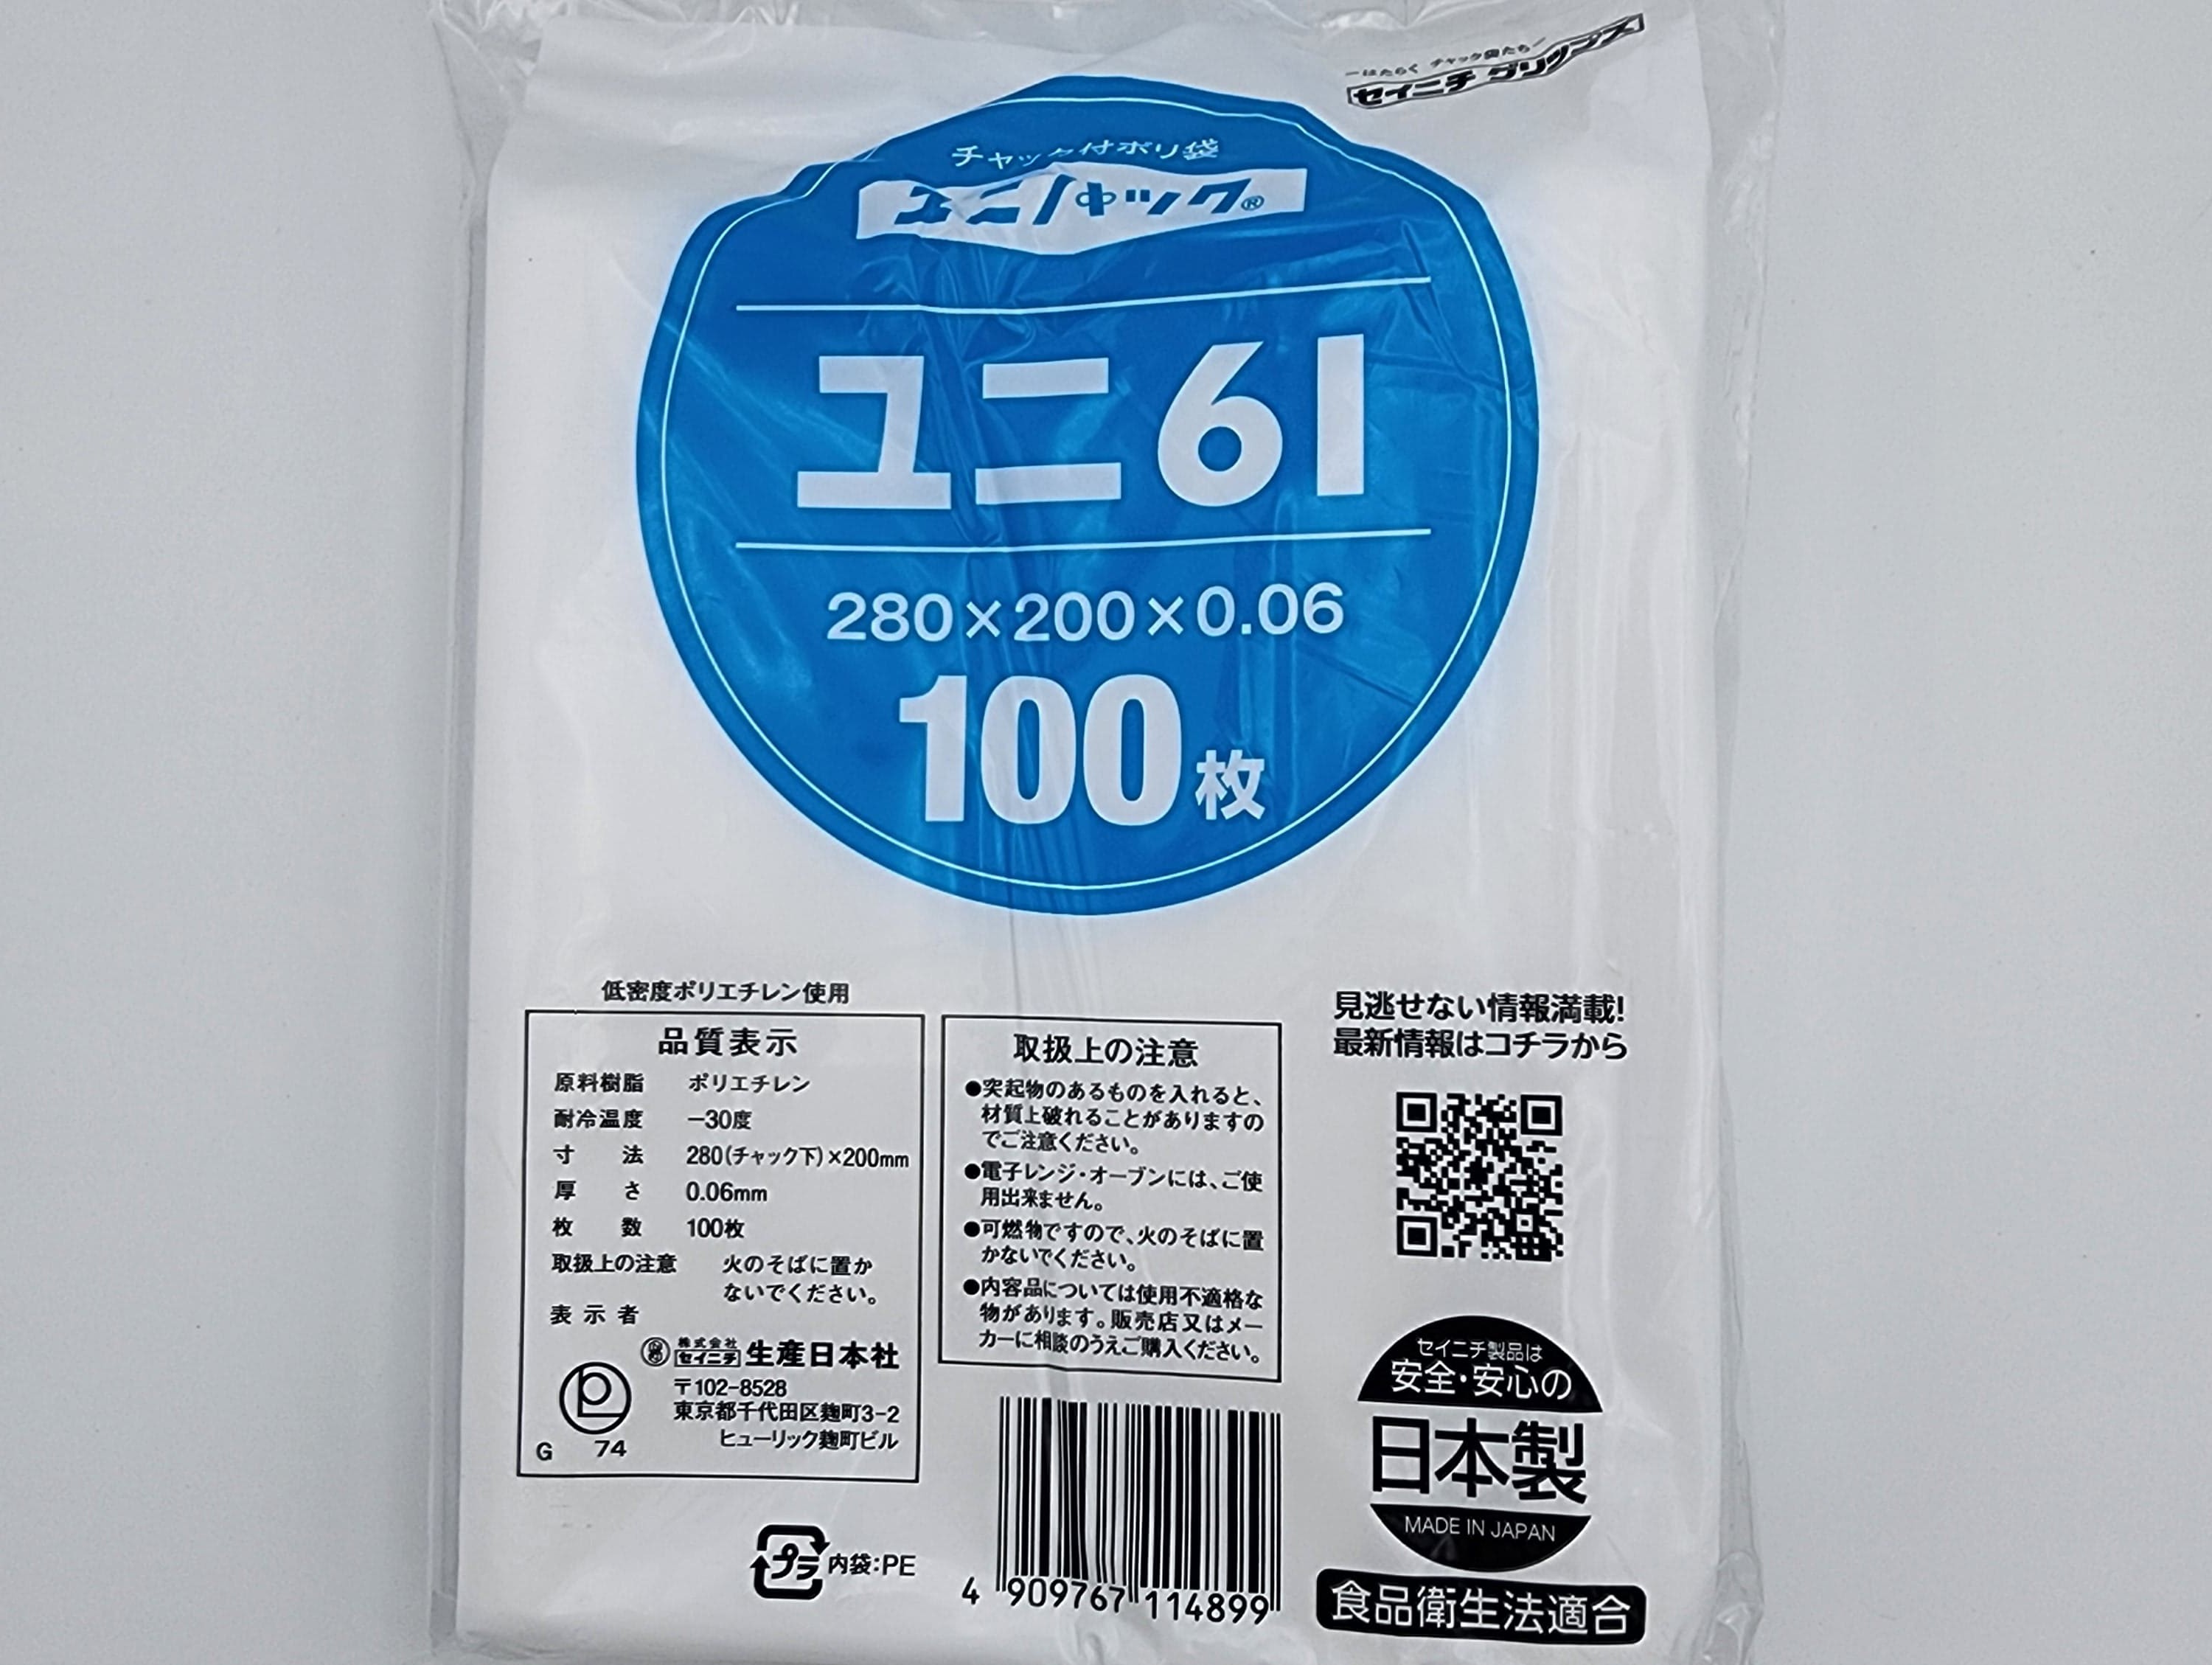 ーはたらく チャック袋たちー
セイニチ グリップス
チャック付ポリ袋
ユニパック®
ユニ61
280×200×0.06
100枚
低密度ポリエチレン使用
品質表示
原料樹脂 ポリエチレン
耐冷温度 −30度
寸法 280(チャック下)×200mm
厚さ 0.06mm
枚数 100枚
取扱上の注意 火のそばに置か
ないでください。
表示者
株式会社
セイニチ 生産日本社
〒102-8528
東京都千代田区麹町3-2
ヒューリック麹町ビル
G 74
取扱上の注意
●突起物のあるものを入れると、
材質上破れることがありますの
でご注意ください。
●電子レンジ・オーブンには、ご使
用出来ません。
●可燃物ですので、火のそばに置
かないでください。
●内容品については使用不適格な
物があります。販売店又はメー
カーに相談のうえご購入ください。
見逃せない情報満載!
最新情報はコチラから
セイニチ製品は
安全・安心の
日本製
MADE IN JAPAN
食品衛生法適合
プラ 内袋:PE
4 909767 114899